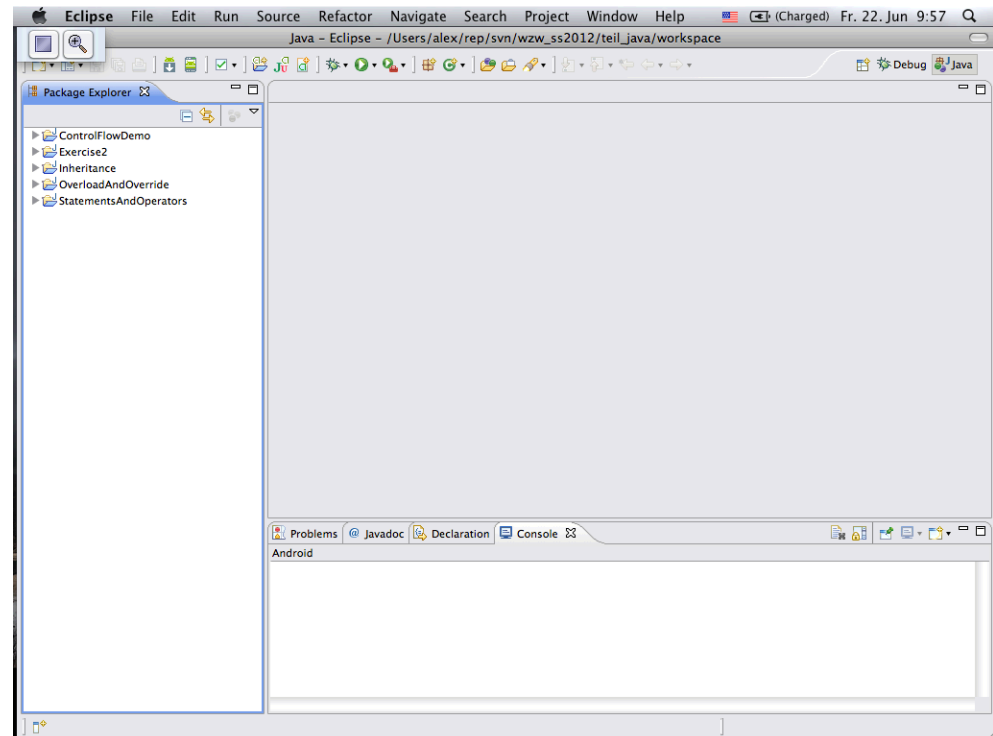 Eclipse File Edit Run Source Refactor Navigate Search Project Window Help (Charged) Fr. 22. Jun 9:57
Java – Eclipse – /Users/alex/rep/svn/wzw_ss2012/teil_java/workspace
Debug Java
Package Explorer
ControlFlowDemo
Exercise2
Inheritance
OverloadAndOverride
StatementsAndOperators
Problems @ Javadoc Declaration Console
Android